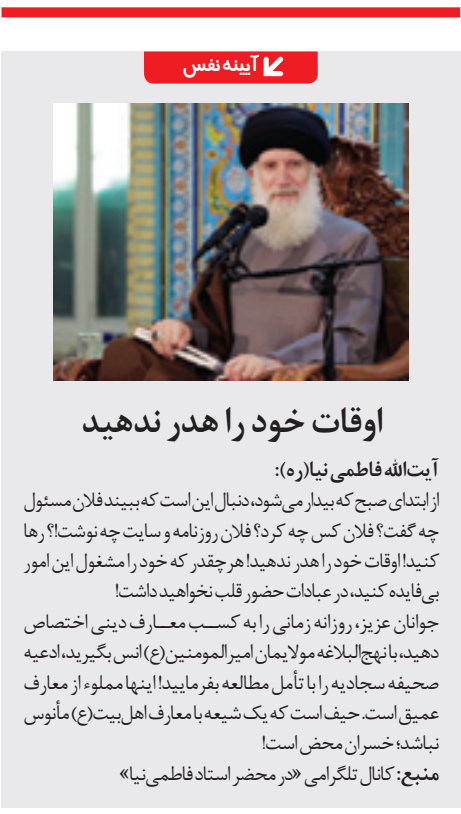 آیینه نفس
اوقات خود را هدر ندهید
آیت‌الله فاطمی نیا(ره):
از ابتدای صبح که بیدار می‌شود، دنبال این است که ببیند فلان مسئول
چه گفت؟ فلان کس چه کرد؟ فلان روزنامه و سایت چه نوشت!؟ رها
کنید! اوقات خود را هدر ندهید! هر چقدر که خود را مشغول این امور
بی‌فایده کنید، در عبادات حضور قلب نخواهید داشت!
جوانان عزیز، روزانه زمانی را به کسب معارف دینی اختصاص
دهید، با نهج‌البلاغه مولایمان امیرالمومنین(ع) انس بگیرید، ادعیه
صحیفه سجادیه را با تأمل مطالعه بفرمایید! اینها مملوء از معارف
عمیق است. حیف است که یک شیعه با معارف اهل‌بیت(ع) مأنوس
نباشد؛ خسران محض است!
منبع: کانال تلگرامی «در محضر استاد فاطمی‌نیا»